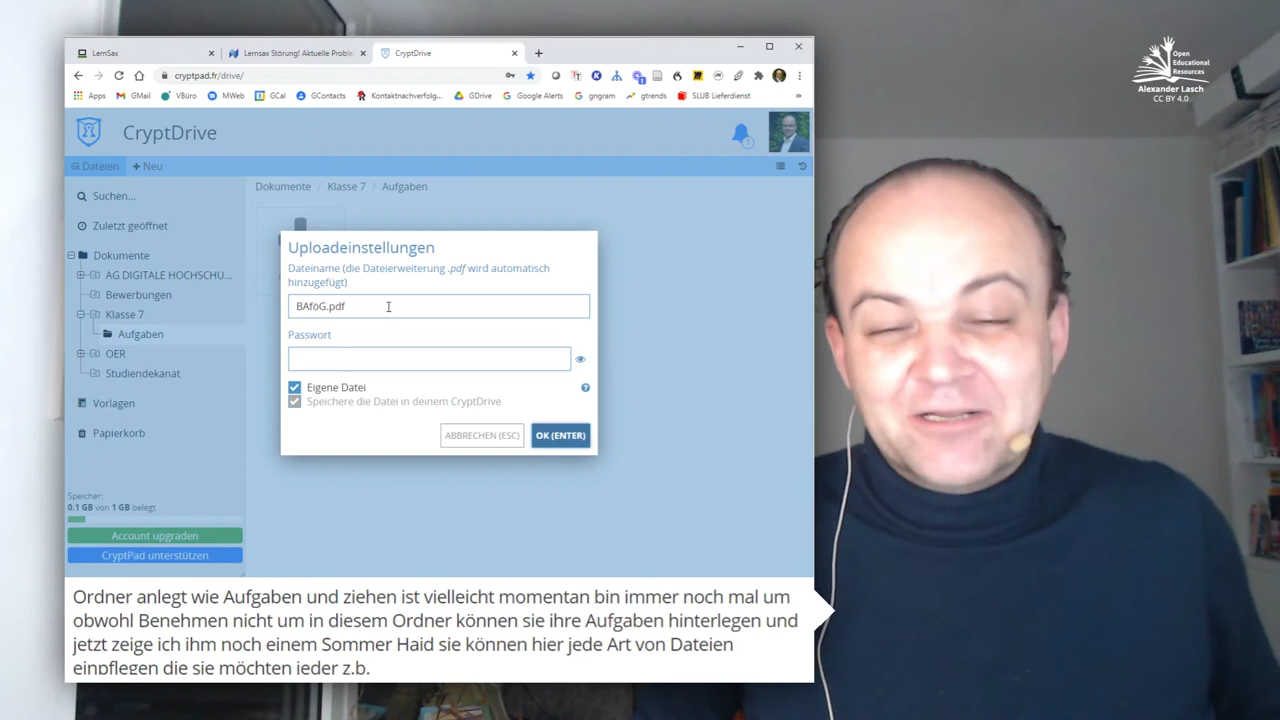 LernSax
Lernsax Störung! Aktuelle Proble
CryptDrive
cryptpad.fr/drive/
Apps
GMail
VBüro
MWeb
GCal
GContacts
Kontaktnachverfolg...
GDrive
Google Alerts
gngram
gtrends
SLUB Lieferdienst
CryptDrive
Dateien
+ Neu
Suchen...
Zuletzt geöffnet
Dokumente
AG DIGITALE HOCHSCHU...
Bewerbungen
Klasse 7
Aufgaben
OER
Studiendekanat
Vorlagen
Papierkorb
Speicher:
0.1 GB von 1 GB belegt
Account upgraden
CryptPad unterstützen
Dokumente / Klasse 7 / Aufgaben
Uploadeinstellungen
Dateiname (die Dateierweiterung .pdf wird automatisch
hinzugefügt)
BAföG.pdf
Passwort
Eigene Datei
Speichere die Datei in deinem CryptDrive
ABBRECHEN (ESC)
OK (ENTER)
Ordner anlegt wie Aufgaben und ziehen ist vielleicht momentan bin immer noch mal um
obwohl Benehmen nicht um in diesem Ordner können sie ihre Aufgaben hinterlegen und
jetzt zeige ich ihm noch einem Sommer Haid sie können hier jede Art von Dateien
einpflegen die sie möchten jeder z.b.
Open
Educational
Resources
Alexander Lasch
CC BY 4.0